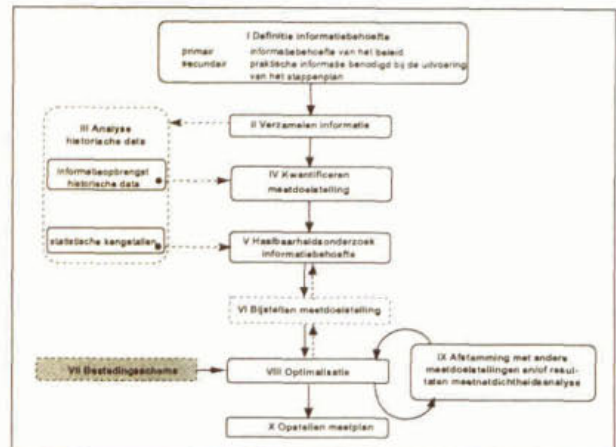 I Definitie informatiebehoefte
primair informatiebehoefte van het beleid
secundair praktische informatie benodigd bij de uitvoering
van het stappenplan
II Verzamelen informatie
III Analyse
historische data
informatieopbrengst
historische data
IV Kwantificeren
meetdoelstelling
statistische kengetallen
V Haalbaarheidsonderzoek
informatiebehoefte
VI Bijstellen meetdoelstelling
VII Bestedingsschema
VIII Optimalisatie
IX Afstemming met andere
meetdoelstellingen en/of resul-
taten meetnetdichtheidsanalyse
X Opstellen meetplan